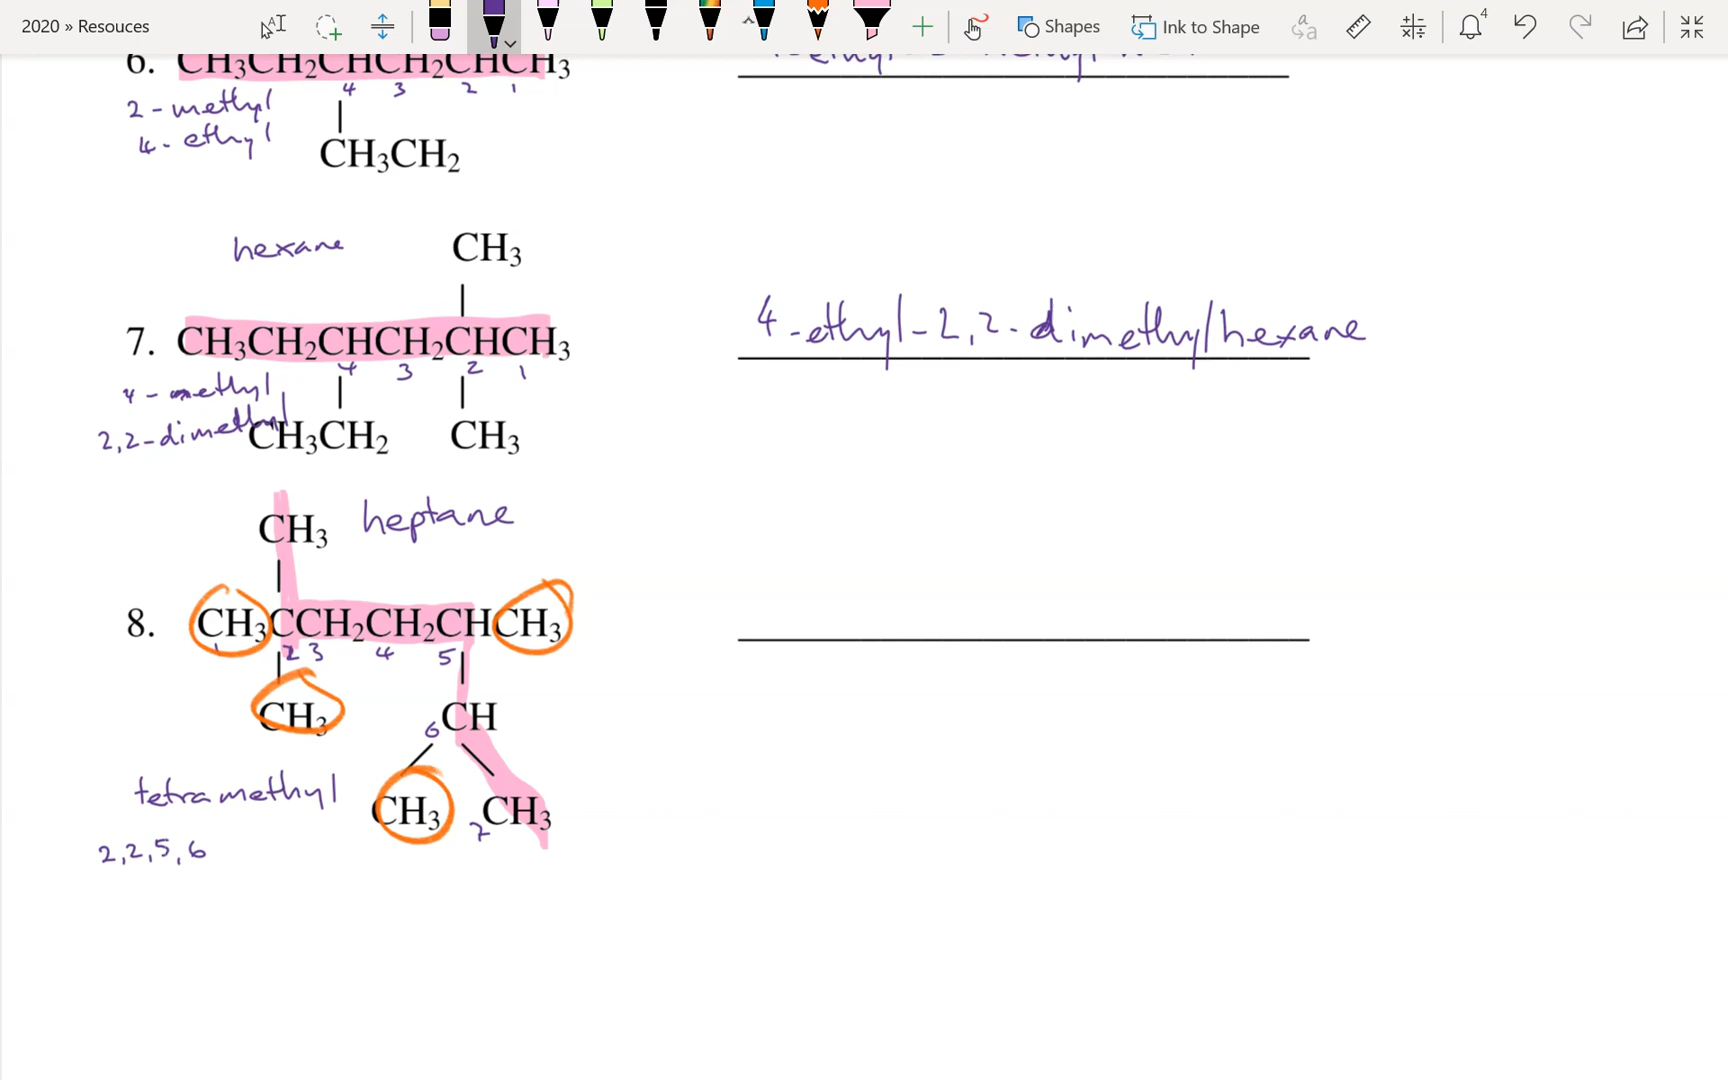 2020 » Resouces
Shapes
Ink to Shape
4
6. CH₃CH₂CHCH₂CHCH₃
4 3 2 1
2 - methyl
4 - ethyl
CH₃CH₂
hexane
CH₃
7. CH₃CH₂CHCH₂CHCH₃
4 3 2 1
4-ethyl-2,2-dimethylhexane
4 - methyl
2,2-dimethyl
CH₃CH₂ CH₃
CH₃ heptane
8. CH₃CCH₂CH₂CHCH₃
1 2 3 4 5
CH₃
6 CH
tetramethyl
CH₃ 7 CH₃
2,2,5,6